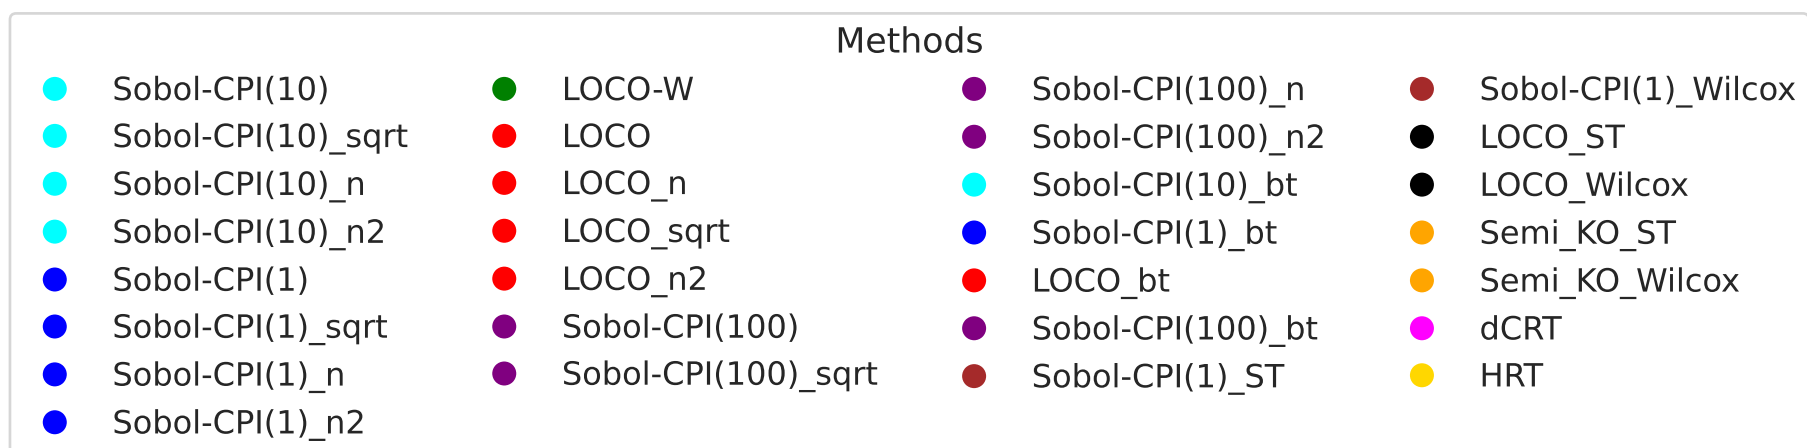 Methods
Sobol-CPI(10)
Sobol-CPI(10)_sqrt
Sobol-CPI(10)_n
Sobol-CPI(10)_n2
Sobol-CPI(1)
Sobol-CPI(1)_sqrt
Sobol-CPI(1)_n
Sobol-CPI(1)_n2
LOCO-W
LOCO
LOCO_n
LOCO_sqrt
LOCO_n2
Sobol-CPI(100)
Sobol-CPI(100)_sqrt
Sobol-CPI(100)_n
Sobol-CPI(100)_n2
Sobol-CPI(10)_bt
Sobol-CPI(1)_bt
LOCO_bt
Sobol-CPI(100)_bt
Sobol-CPI(1)_ST
Sobol-CPI(1)_Wilcox
LOCO_ST
LOCO_Wilcox
Semi_KO_ST
Semi_KO_Wilcox
dCRT
HRT